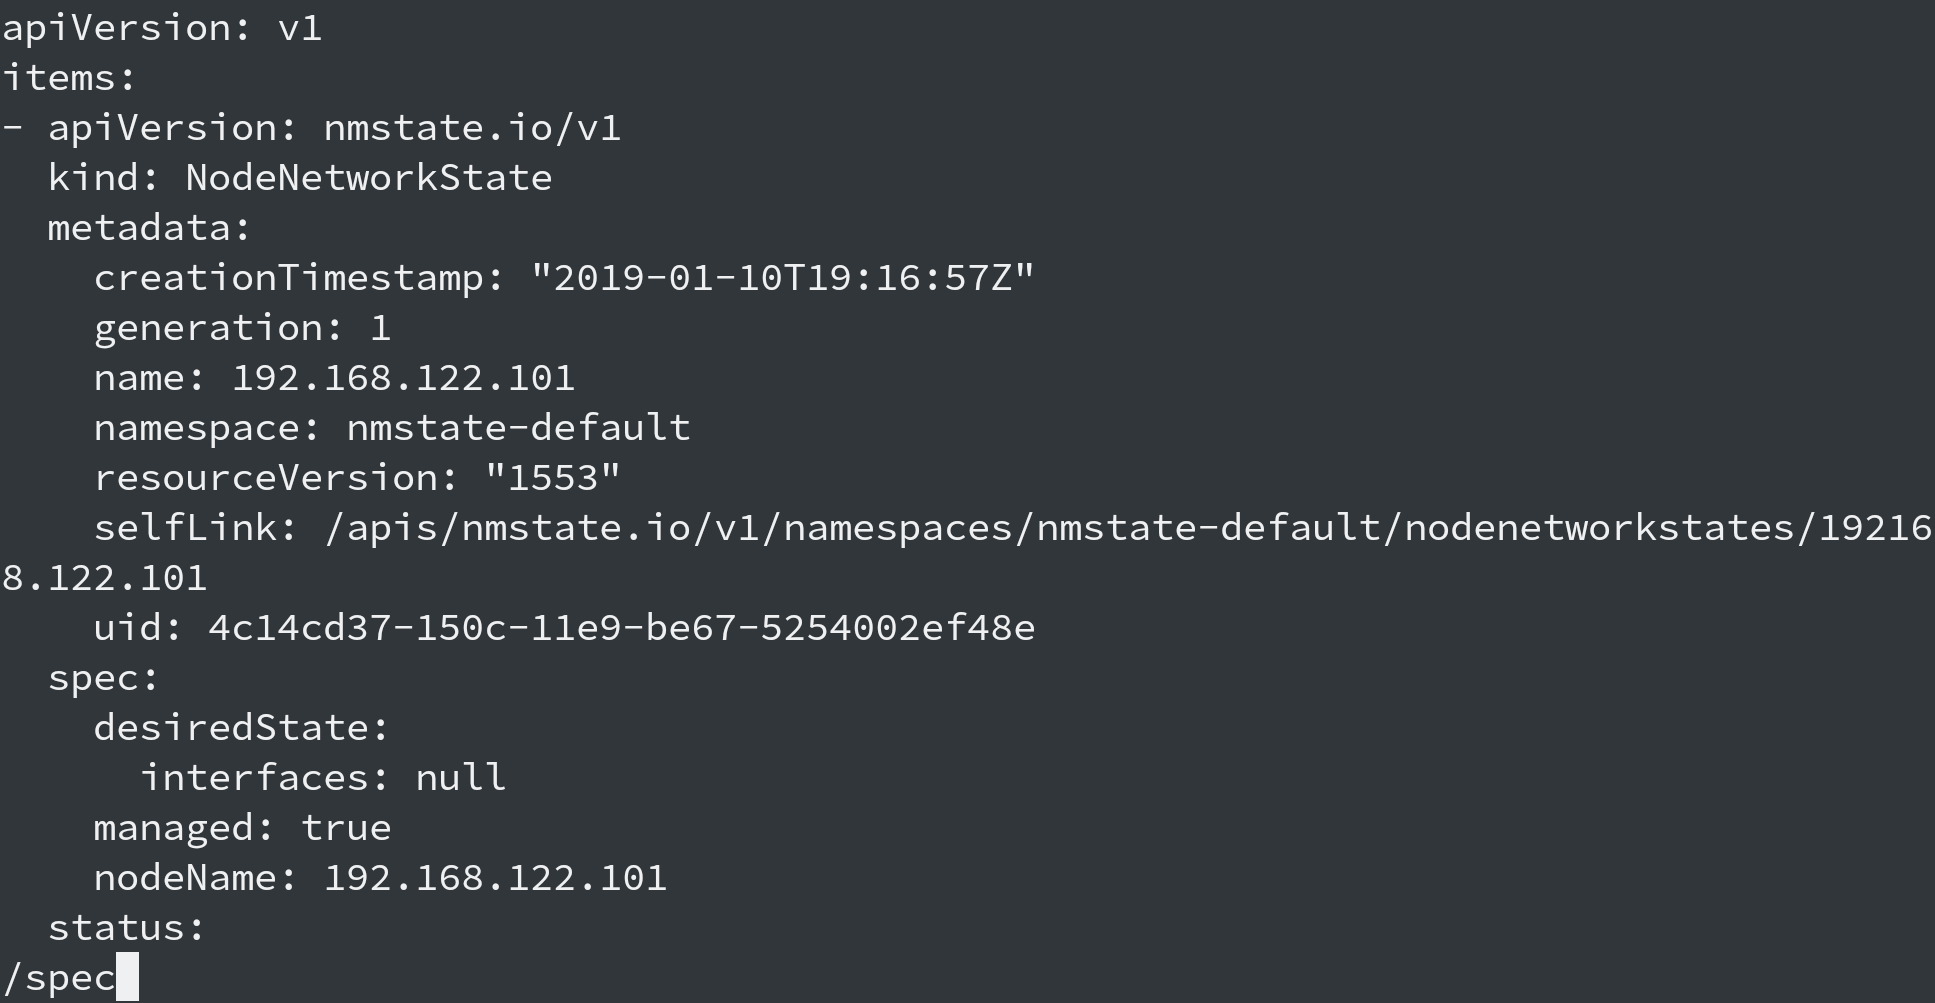 apiVersion: v1
items:
- apiVersion: nmstate.io/v1
  kind: NodeNetworkState
  metadata:
    creationTimestamp: "2019-01-10T19:16:57Z"
    generation: 1
    name: 192.168.122.101
    namespace: nmstate-default
    resourceVersion: "1553"
    selfLink: /apis/nmstate.io/v1/namespaces/nmstate-default/nodenetworkstates/19216
8.122.101
    uid: 4c14cd37-150c-11e9-be67-5254002ef48e
  spec:
    desiredState:
      interfaces: null
    managed: true
    nodeName: 192.168.122.101
  status:
/spec